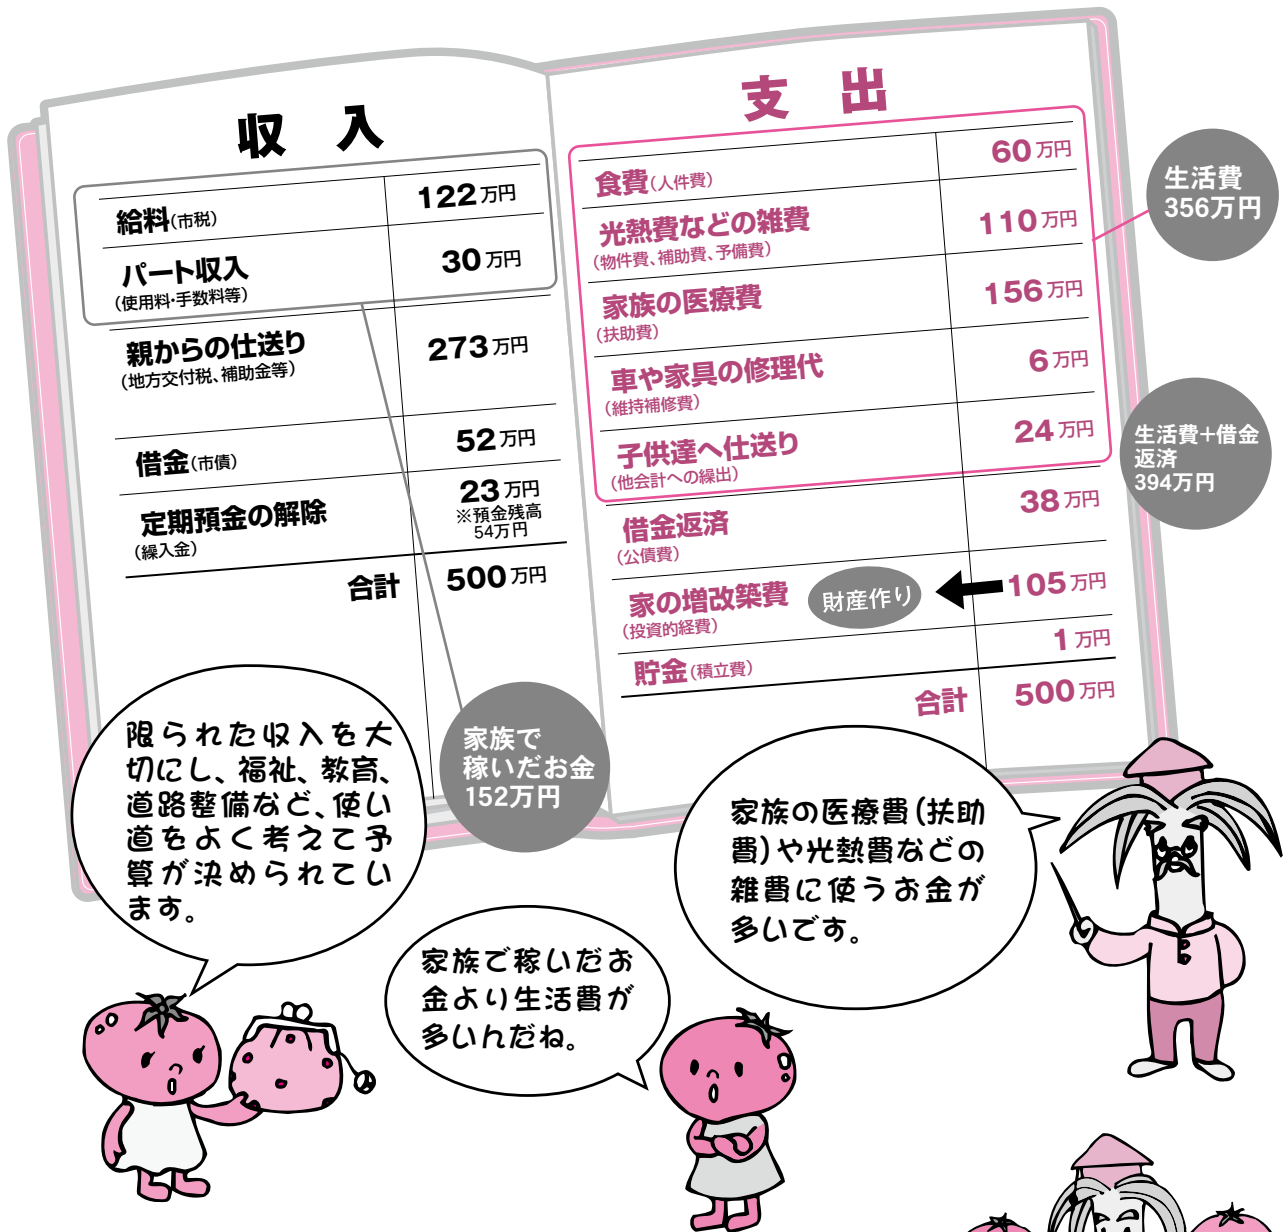 収 入
給料(市税) 122万円
パート収入 30万円
(使用料・手数料等)
親からの仕送り 273万円
(地方交付税、補助金等)
借金(市債) 52万円
定期預金の解除 23万円
(繰入金) ※預金残高
54万円
合計 500万円
家族で
稼いだお金
152万円
支 出
食費(人件費) 60万円
光熱費などの雑費 110万円
(物件費、補助費、予備費)
家族の医療費 156万円
(扶助費)
車や家具の修理代 6万円
(維持補修費)
子供達へ仕送り 24万円
(他会計への繰出)
借金返済 38万円
(公債費)
家の増改築費 財産作り 105万円
(投資的経費)
貯金(積立費) 1万円
合計 500万円
生活費
356万円
生活費+借金
返済
394万円
限られた収入を大
切にし、福祉、教育、
道路整備など、使い
道をよく考えて予
算が決められてい
ます。
家族で稼いだお
金より生活費が
多いんだね。
家族の医療費(扶助
費)や光熱費などの
雑費に使うお金が
多いです。